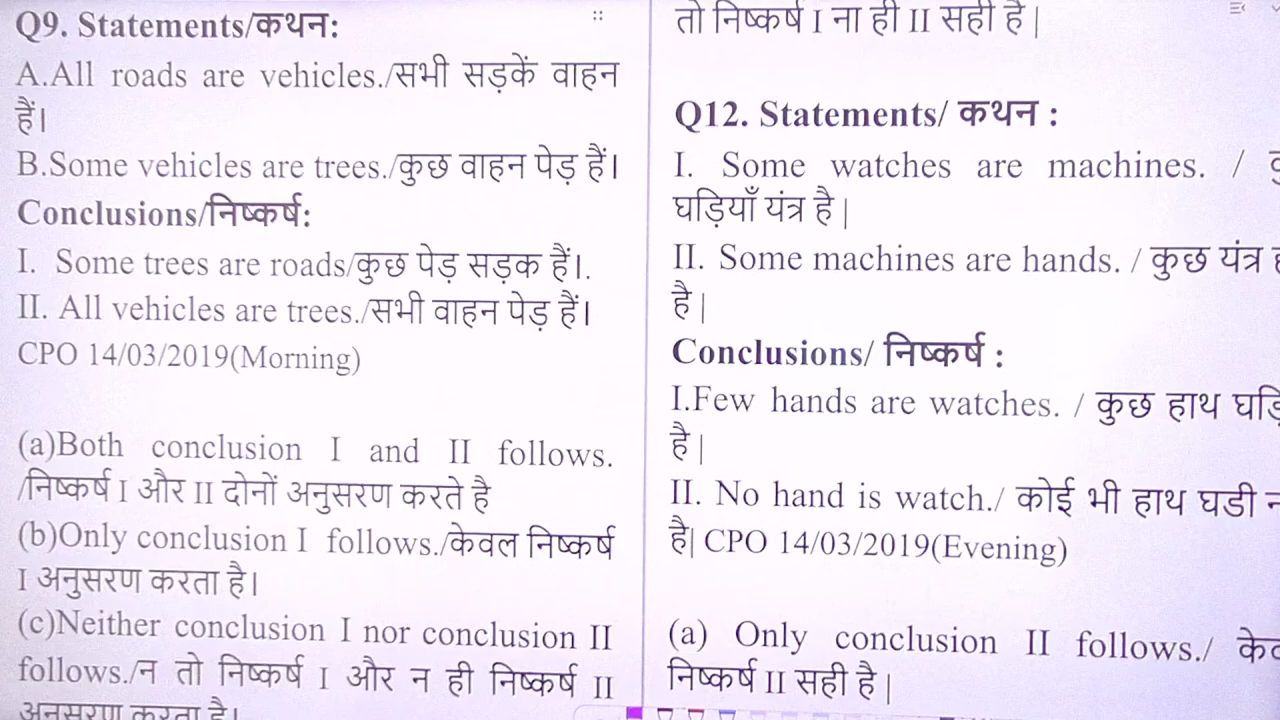 Q9. Statements/कथन:
A.All roads are vehicles./सभी सड़कें वाहन
हैं।
B.Some vehicles are trees./कुछ वाहन पेड़ हैं।
Conclusions/निष्कर्ष:
I. Some trees are roads/कुछ पेड़ सड़क हैं।.
II. All vehicles are trees./सभी वाहन पेड़ हैं।
CPO 14/03/2019(Morning)
(a)Both conclusion I and II follows.
/निष्कर्ष I और II दोनों अनुसरण करते है
(b)Only conclusion I follows./केवल निष्कर्ष
I अनुसरण करता है।
(c)Neither conclusion I nor conclusion II
follows./न तो निष्कर्ष I और न ही निष्कर्ष II
अनुसरण करता है।
तो निष्कर्ष I ना ही II सही है |
Q12. Statements/ कथन :
I. Some watches are machines. /
घड़ियाँ यंत्र है |
II. Some machines are hands. / कुछ यंत्र
है |
Conclusions/ निष्कर्ष :
I.Few hands are watches. / कुछ हाथ
है |
II. No hand is watch./ कोई भी हाथ घडी
है| CPO 14/03/2019(Evening)
(a) Only conclusion II follows./
निष्कर्ष II सही है |